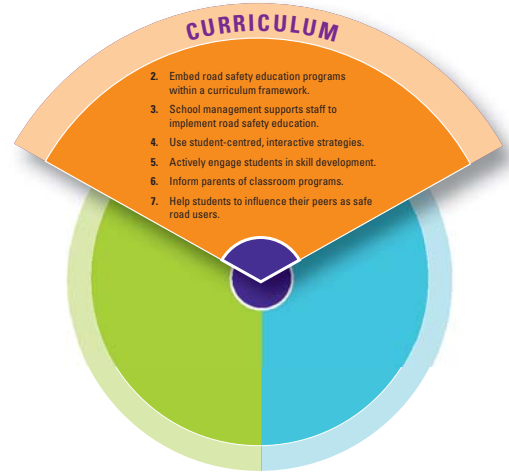 CURRICULUM
2. Embed road safety education programs
within a curriculum framework.
3. School management supports staff to
implement road safety education.
4. Use student-centred, interactive strategies.
5. Actively engage students in skill development.
6. Inform parents of classroom programs.
7. Help students to influence their peers as safe
road users.